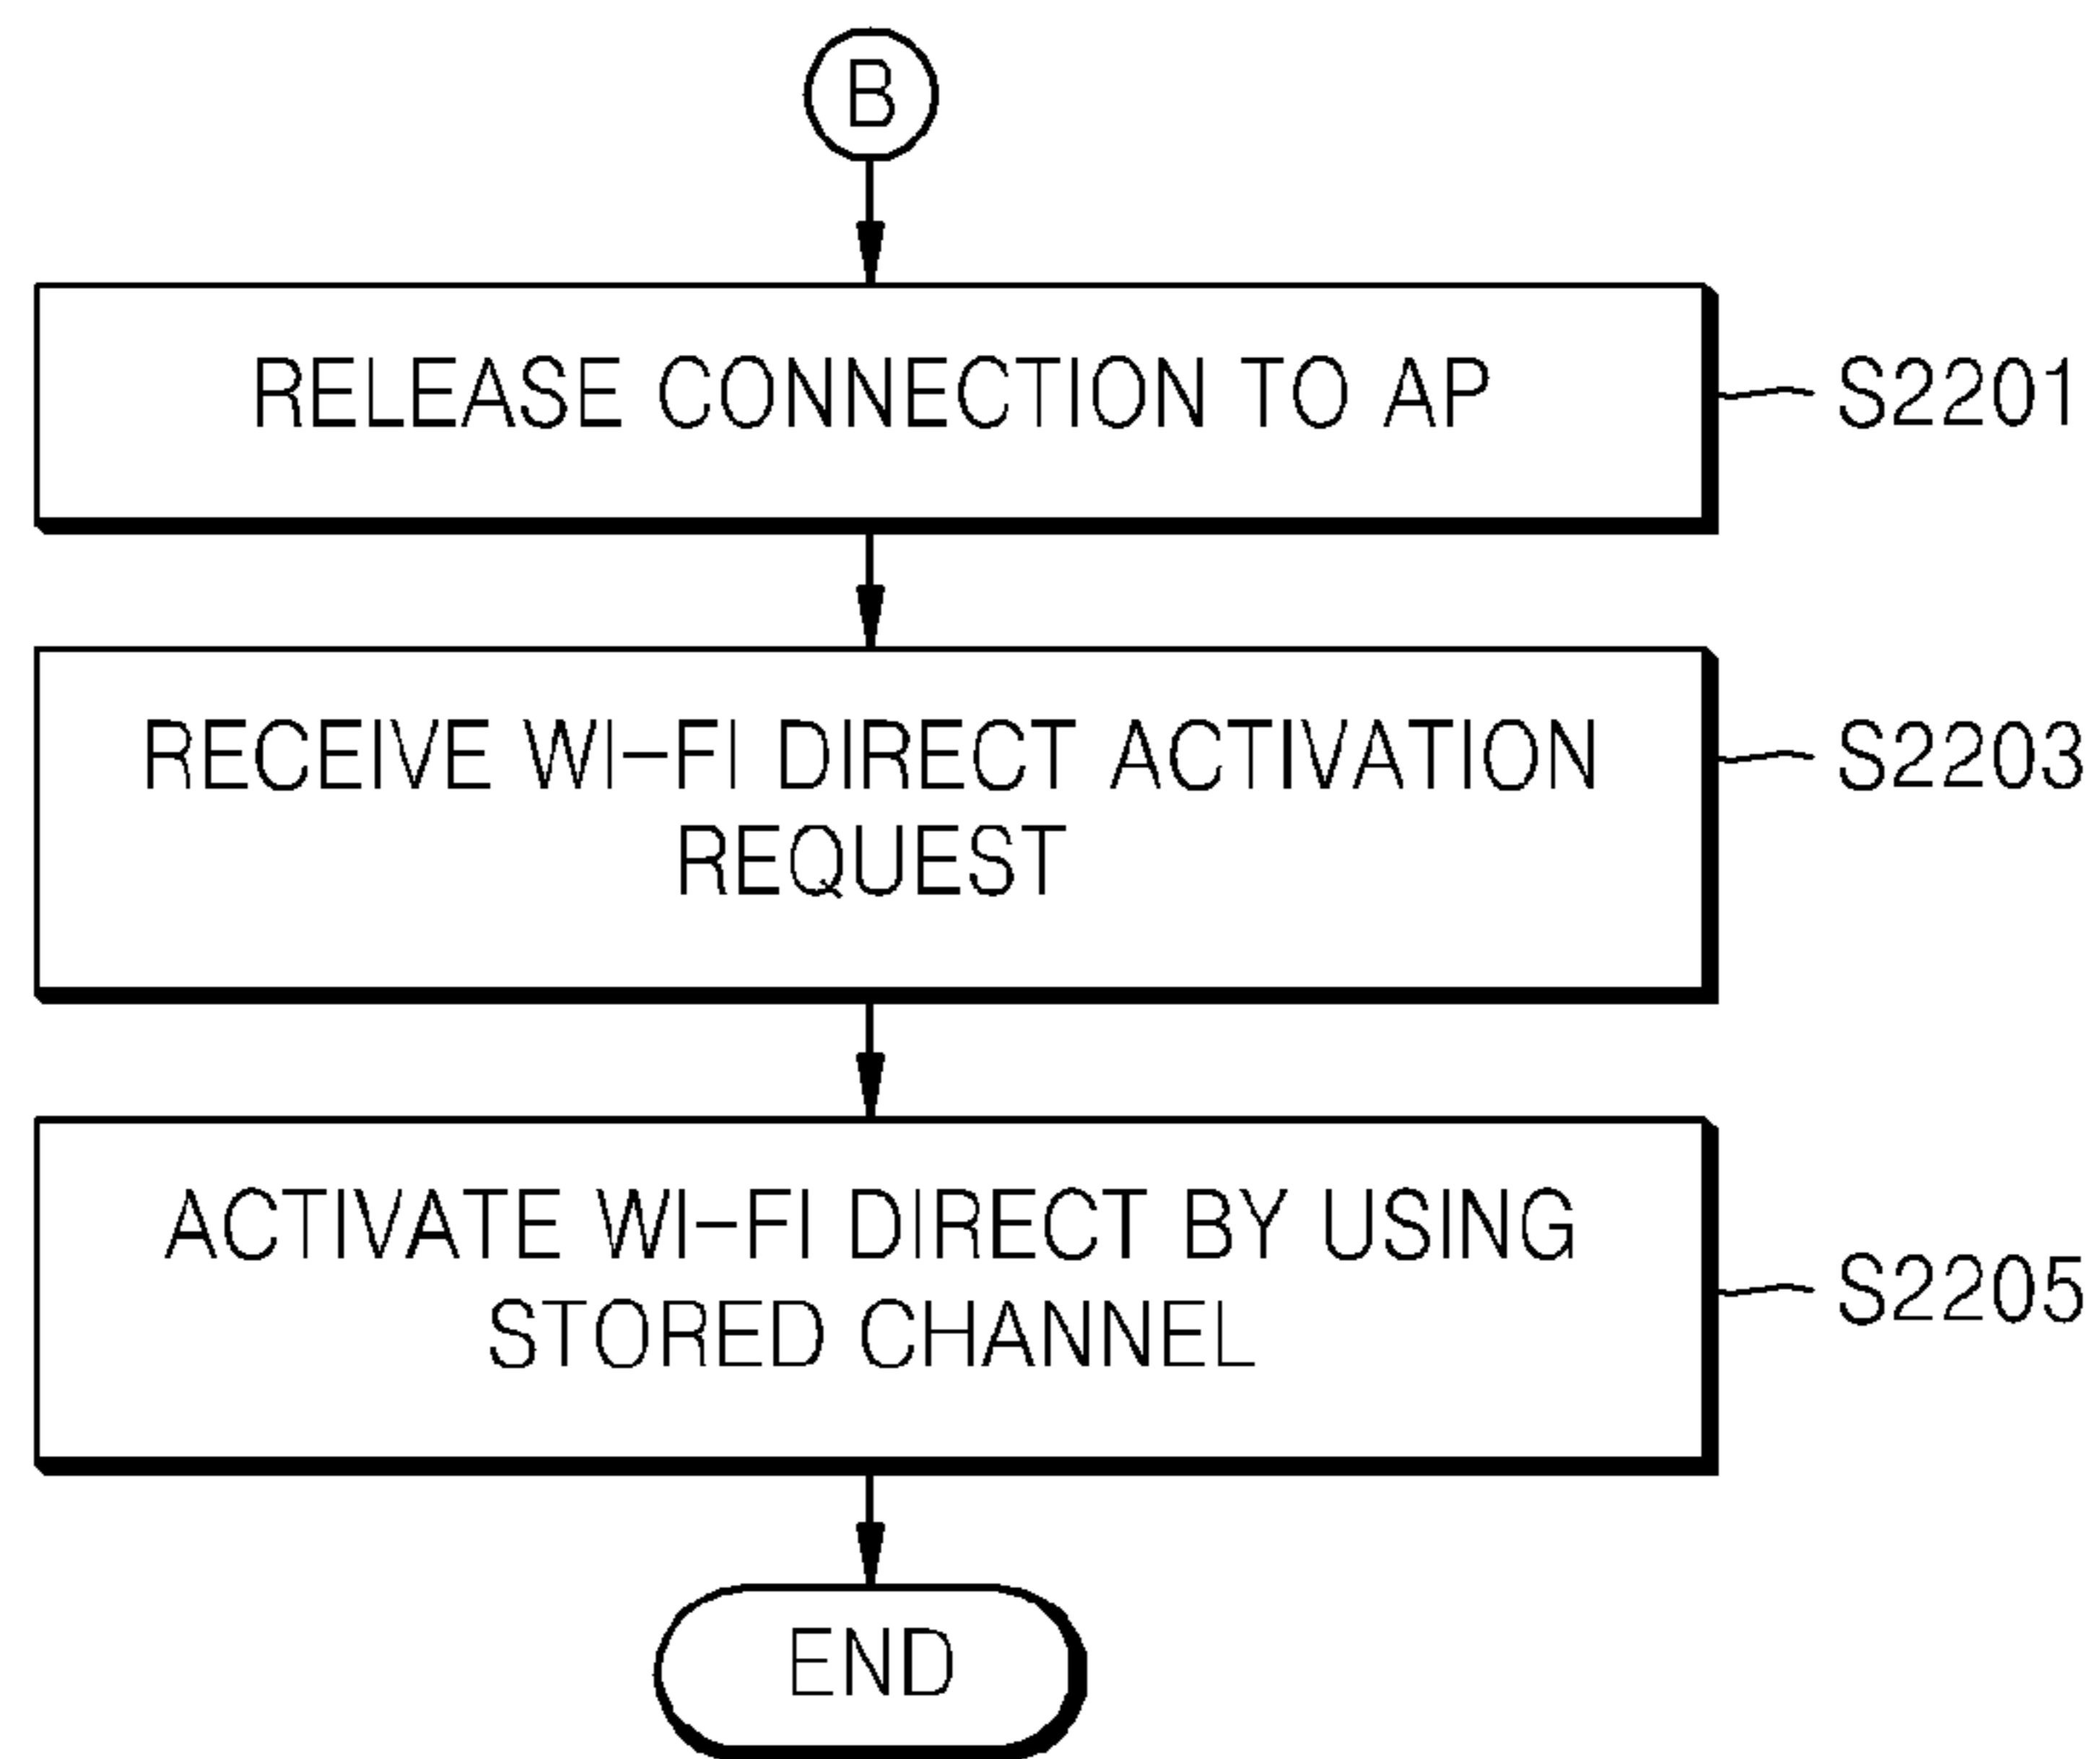 B
RELEASE CONNECTION TO AP
S2201
RECEIVE WI-FI DIRECT ACTIVATION
REQUEST
S2203
ACTIVATE WI-FI DIRECT BY USING
STORED CHANNEL
S2205
END